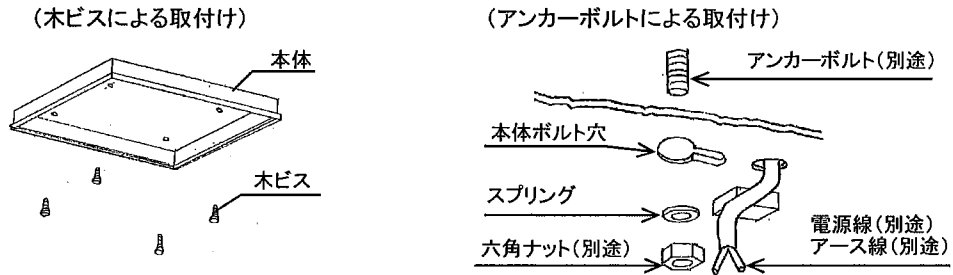 (木ビスによる取付け)
本体
木ビス
(アンカーボルトによる取付け)
アンカーボルト(別途)
本体ボルト穴
スプリング
六角ナット(別途)
電源線(別途)
アース線(別途)